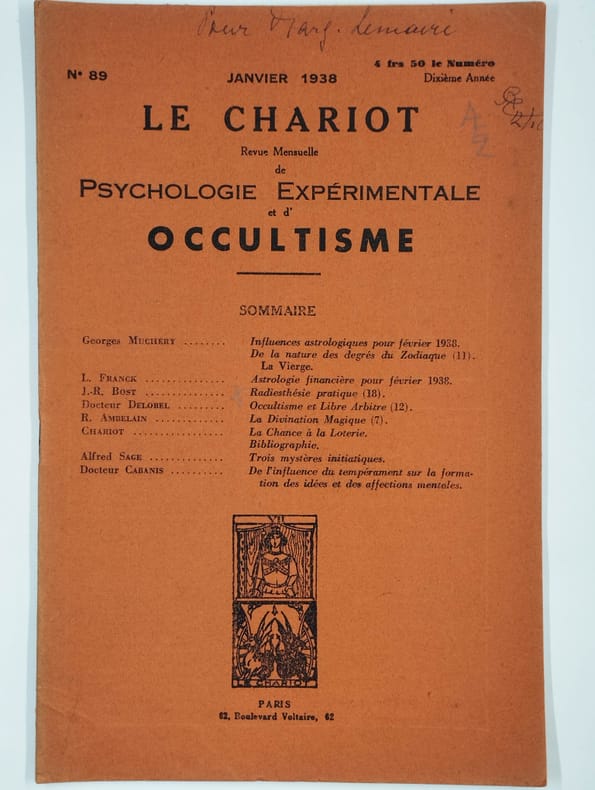 Pour Marg. Lemaire
4 frs 50 le Numéro
N° 89 JANVIER 1938 Dixième Année
LE CHARIOT
Revue Mensuelle
de
PSYCHOLOGIE EXPÉRIMENTALE
et d'
OCCULTISME
SOMMAIRE
Georges MUCHERY ........ Influences astrologiques pour février 1938.
De la nature des degrés du Zodiaque (11).
La Vierge.
L. FRANCK .............. Astrologie financière pour février 1938.
J.-R. BOST .............. Radiesthésie pratique (18).
Docteur DELOBEL ........ Occultisme et Libre Arbitre (12).
R. AMBELAIN ............ La Divination Magique (7).
CHARIOT ................ La Chance à la Loterie.
Bibliographie.
Alfred SAGE ............. Trois mystères initiatiques.
Docteur CABANIS ......... De l'influence du tempérament sur la forma-
tion des idées et des affections mentales.
VII
LE CHARIOT
PARIS
62, Boulevard Voltaire, 62